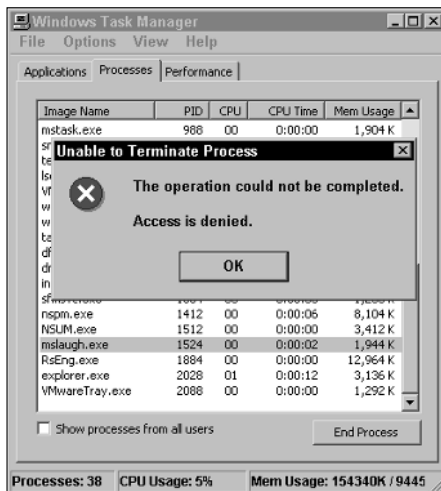 Windows Task Manager
File Options View Help
Applications Processes Performance
Image Name PID CPU CPU Time Mem Usage
mstask.exe 988 00 0:00:00 1,904 K
Unable to Terminate Process
The operation could not be completed.
Access is denied.
OK
nspm.exe 1412 00 0:00:06 8,104 K
NSUM.exe 1512 00 0:00:00 3,412 K
mslaugh.exe 1524 00 0:00:02 1,944 K
RsEng.exe 1884 00 0:00:00 12,964 K
explorer.exe 2028 01 0:00:12 3,136 K
VMwareTray.exe 2088 00 0:00:00 1,292 K
Show processes from all users
End Process
Processes: 38 CPU Usage: 5% Mem Usage: 154340K / 9445